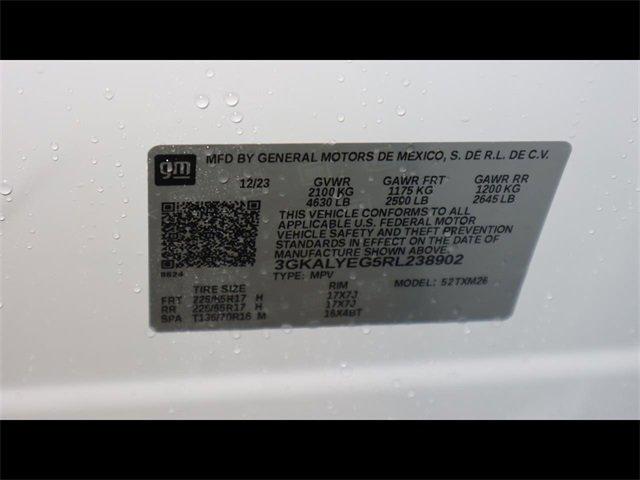 gm
MFD BY GENERAL MOTORS DE MEXICO, S. DE R.L. DE C.V.
12/23 GVWR GAWR FRT GAWR RR
2100 KG 1175 KG 1200 KG
4630 LB 2590 LB 2645 LB
THIS VEHICLE CONFORMS TO ALL
APPLICABLE U.S. FEDERAL MOTOR
VEHICLE SAFETY AND THEFT PREVENTION
STANDARDS IN EFFECT ON THE DATE OF
MANUFACTURE SHOWN ABOVE.
3GKALYEG5RL238902
TYPE: MPV MODEL: 52TXM26
TIRE SIZE RIM
FRT 225/65R17 H 17X7J
RR 225/65R17 H 17X7J
SPA T135/70R16 M 16X4BT